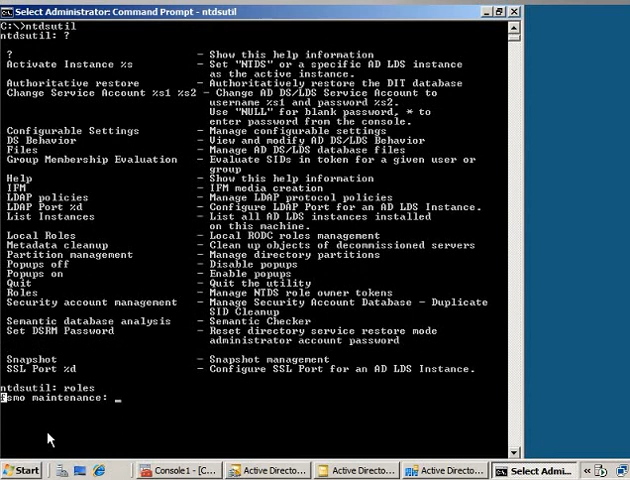 Select Administrator: Command Prompt - ntdsutil
C:\>ntdsutil
ntdsutil: ?
? - Show this help information
Activate Instance %s - Set "NTDS" or a specific AD LDS instance
as the active instance.
Authoritative restore - Authoritatively restore the DIT database
Change Service Account %s1 %s2 - Change AD DS/LDS Service Account to
username %s1 and password %s2.
Use "NULL" for blank password, * to
enter password from the console.
Configurable Settings - Manage configurable settings
DS Behavior - View and modify AD DS/LDS Behavior
Files - Manage AD DS/LDS database files
Group Membership Evaluation - Evaluate SIDs in token for a given user or
group
Help - Show this help information
IFM - IFM media creation
LDAP policies - Manage LDAP protocol policies
LDAP Port %d - Configure LDAP Port for an AD LDS Instance.
List Instances - List all AD LDS instances installed
on this machine.
Local Roles - Local RODC roles management
Metadata cleanup - Clean up objects of decommissioned servers
Partition management - Manage directory partitions
Popups off - Disable popups
Popups on - Enable popups
Quit - Quit the utility
Roles - Manage NTDS role owner tokens
Security account management - Manage Security Account Database - Duplicate
SID Cleanup
Semantic database analysis - Semantic Checker
Set DSRM Password - Reset directory service restore mode
administrator account password
Snapshot - Snapshot management
SSL Port %d - Configure SSL Port for an AD LDS Instance.
ntdsutil: roles
fsmo maintenance: _
Start
Console1 - [C...
Active Directo...
Active Directo...
Active Directo...
Select Admi...